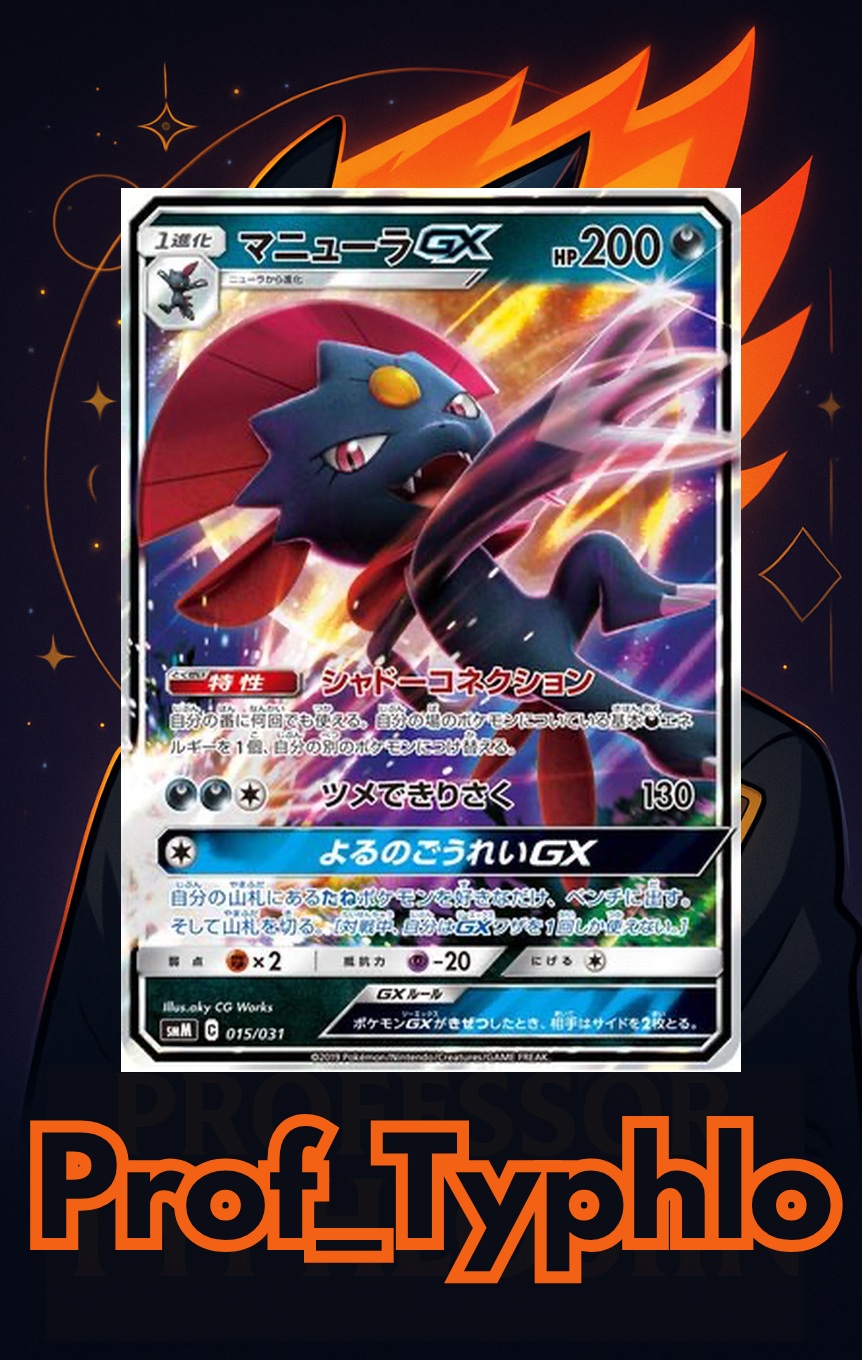 1進化 マニューラGX HP200
ニューラから進化
特性 シャドーコネクション
自分の番に何回でも使える。自分の場のポケモンについている基本エネ
ルギーを1個、自分の別のポケモンにつけ替える。
ツメできりさく 130
よるのごうれいGX
自分の山札にあるたねポケモンを好きなだけ、ベンチに出す。
そして山札を切る。[対戦中、自分はGXワザを1回しか使えない。]
弱点 ×2 抵抗力 -20 にげる
GXルール
Illus.aky CG Works
ポケモンGXがきぜつしたとき、相手はサイドを2枚とる。
SMM C 015/031
©2019 Pokémon/Nintendo/Creatures/GAME FREAK.
PROFESSOR
Prof_Typhlo